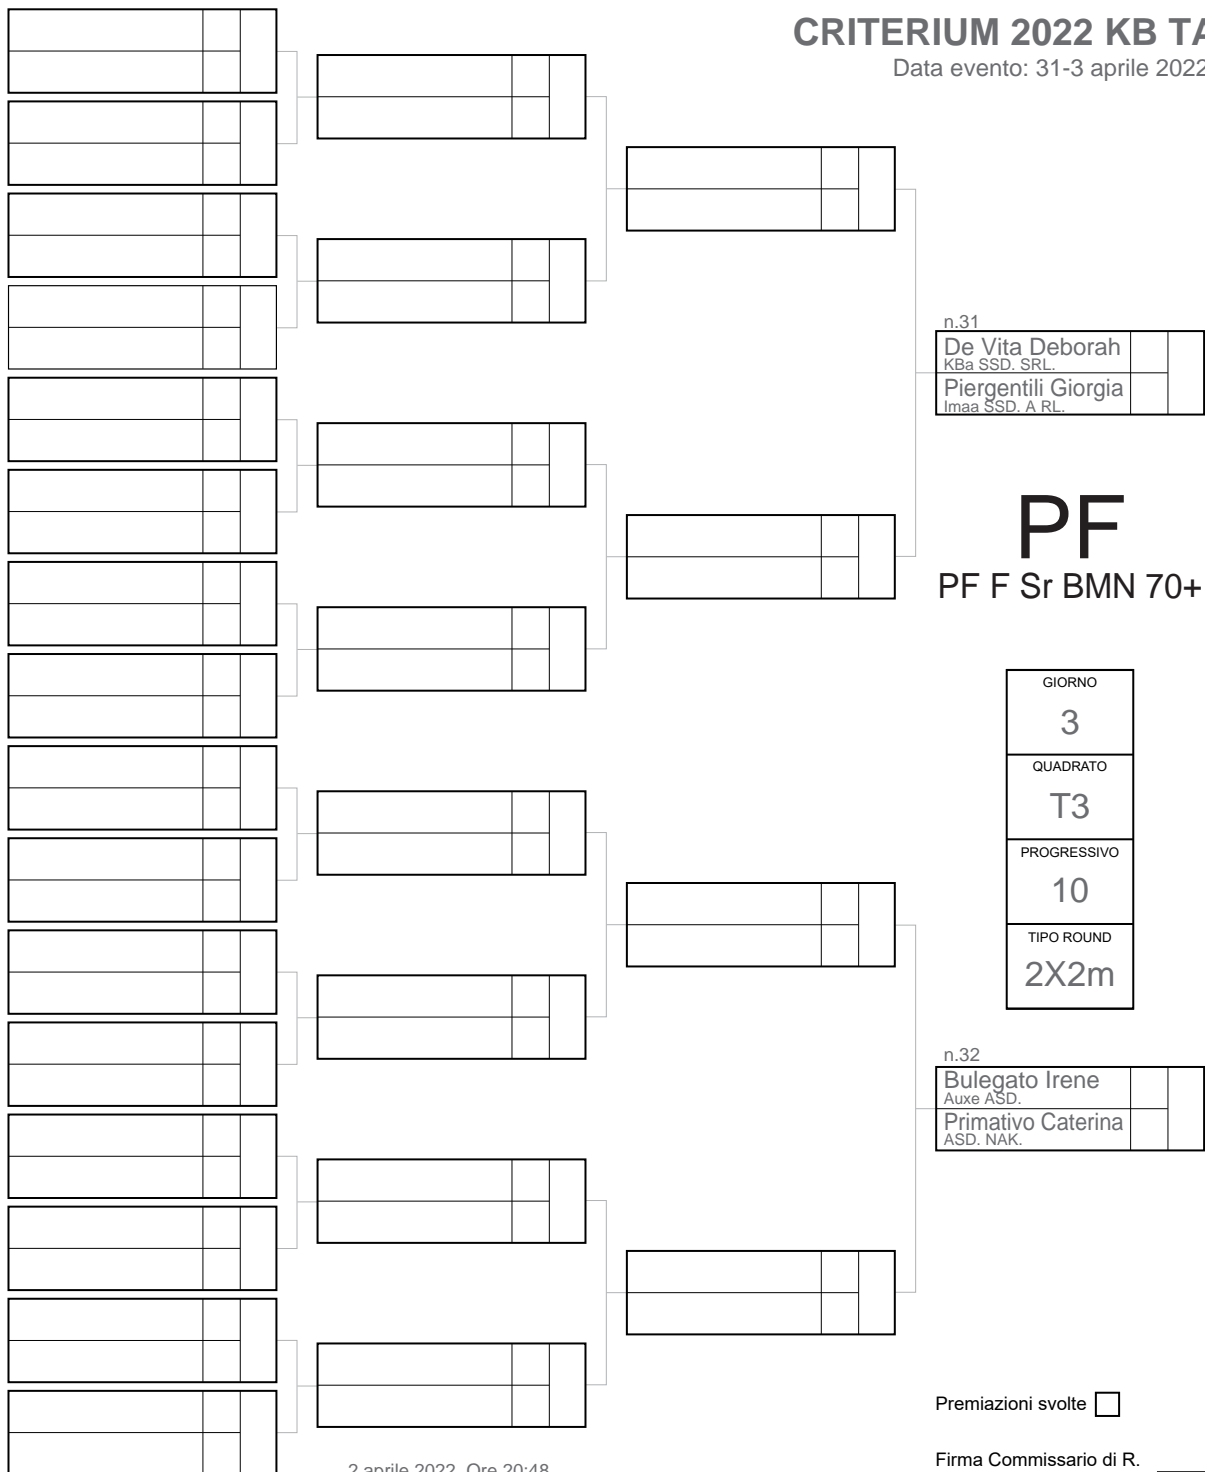 CRITERIUM 2022 KB TA
Data evento: 31-3 aprile 2022
n.31
De Vita Deborah
KBa SSD. SRL.
Piergentili Giorgia
Imaa SSD. A RL.
PF
PF F Sr BMN 70+
GIORNO
3
QUADRATO
T3
PROGRESSIVO
10
TIPO ROUND
2X2m
n.32
Bulegato Irene
Auxe ASD.
Primativo Caterina
ASD. NAK.
Premiazioni svolte
Firma Commissario di R.
2 aprile 2022 Ore 20:48